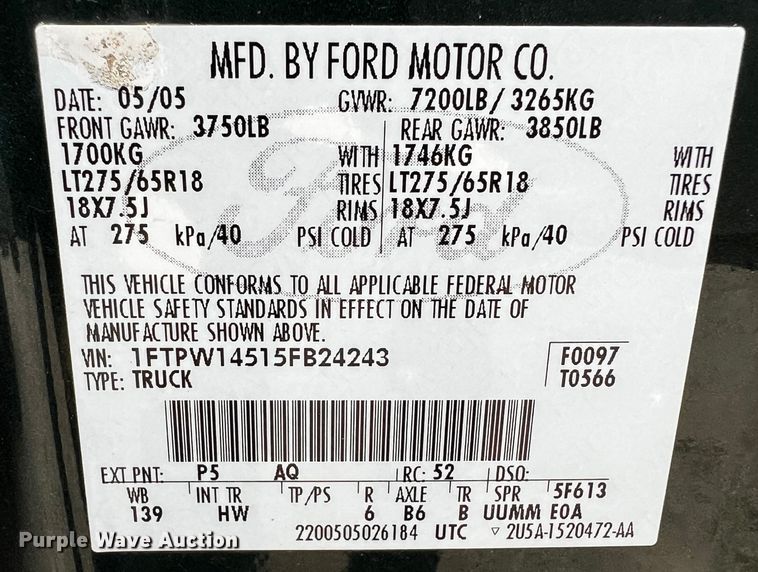 MFD. BY FORD MOTOR CO.
DATE: 05/05 GVWR: 7200LB/ 3265KG
FRONT GAWR: 3750LB REAR GAWR: 3850LB
1700KG WITH 1746KG WITH
LT275/65R18 TIRES LT275/65R18 TIRES
18X7.5J RIMS 18X7.5J RIMS
AT 275 kPa/40 PSI COLD AT 275 kPa/40 PSI COLD
Ford
THIS VEHICLE CONFORMS TO ALL APPLICABLE FEDERAL MOTOR
VEHICLE SAFETY STANDARDS IN EFFECT ON THE DATE OF
MANUFACTURE SHOWN ABOVE.
VIN: 1FTPW14515FB24243 F0097
TYPE: TRUCK T0566
EXT PNT: P5 AQ RC: 52 DSO:
WB INT TR TP/PS R AXLE TR SPR 5F613
139 HW 6 B6 B UUMM EOA
2200505026184 UTC ▽ 2U5A-1520472-AA
Purple Wave Auction